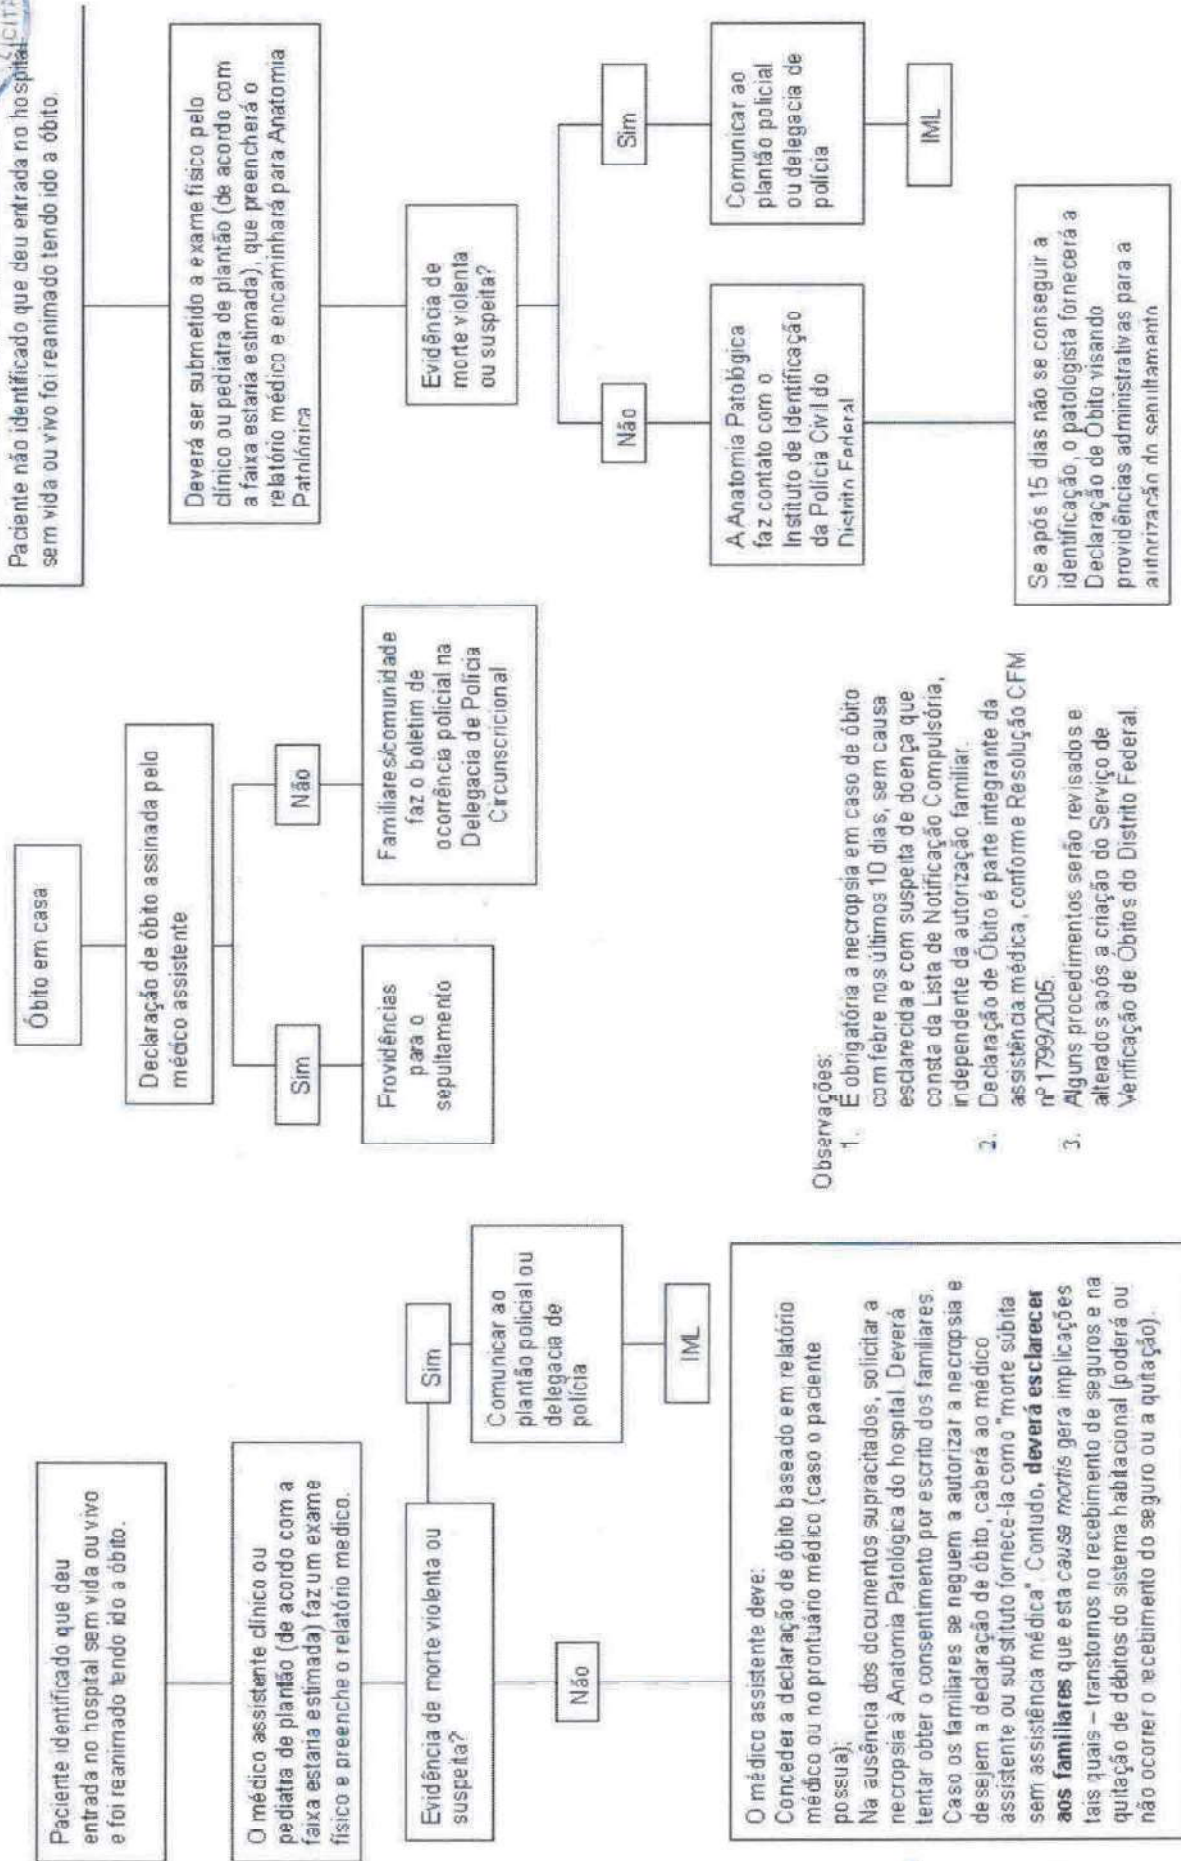 Paciente identificado que deu
entrada no hospital sem vida ou vivo
e foi reanimado tendo ido a óbito.
O médico assistente clínico ou
pediatra de plantão (de acordo com a
faixa estaria estimada) faz um exame
físico e preenche o relatório médico.
Evidência de morte violenta ou
suspeita?
Sim
Comunicar ao
plantão policial ou
delegacia de
polícia
IML
Não
O médico assistente deve:
Conceder a declaração de óbito baseado em relatório
médico ou no prontuário médico (caso o paciente
possua);
Na ausência dos documentos supracitados, solicitar a
necropsia à Anatomia Patológica do hospital. Deverá
tentar obter o consentimento por escrito dos familiares.
Caso os familiares se neguem a autorizar a necropsia e
desejem a declaração de óbito, caberá ao médico
assistente ou substituto fornece-la como "morte súbita
sem assistência médica". Contudo, deverá esclarecer
aos familiares que esta causa mortis gera implicações
tais quais – transtornos no recebimento de seguros e na
quitação de débitos do sistema habitacional (poderá ou
não ocorrer o recebimento do seguro ou a quitação).
Óbito em casa
Declaração de óbito assinada pelo
médico assistente
Sim
Providências
para o
sepultamento
Não
Familiares/comunidade
faz o boletim de
ocorrência policial na
Delegacia de Polícia
Circunscricional
Observações:
1. É obrigatória a necropsia em caso de óbito
com febre nos últimos 10 dias, sem causa
esclarecida e com suspeita de doença que
consta da Lista de Notificação Compulsória,
independente da autorização familiar.
2. Declaração de Óbito é parte integrante da
assistência médica, conforme Resolução CFM
nº 1799/2005.
3. Alguns procedimentos serão revisados e
alterados após a criação do Serviço de
Verificação de Óbitos do Distrito Federal.
Paciente não identificado que deu entrada no hospital
sem vida ou vivo foi reanimado tendo ido a óbito.
Deverá ser submetido a exame físico pelo
clínico ou pediatra de plantão (de acordo com
a faixa estaria estimada), que preencherá o
relatório médico e encaminhará para Anatomia
Patológica
Evidência de
morte violenta
ou suspeita?
Não
A Anatomia Patológica
faz contato com o
Instituto de Identificação
da Polícia Civil do
Distrito Federal
Sim
Comunicar ao
plantão policial
ou delegacia de
polícia
IML
Se após 15 dias não se conseguir a
identificação, o patologista fornecerá a
Declaração de Óbito visando
providências administrativas para a
autorização do sepultamento